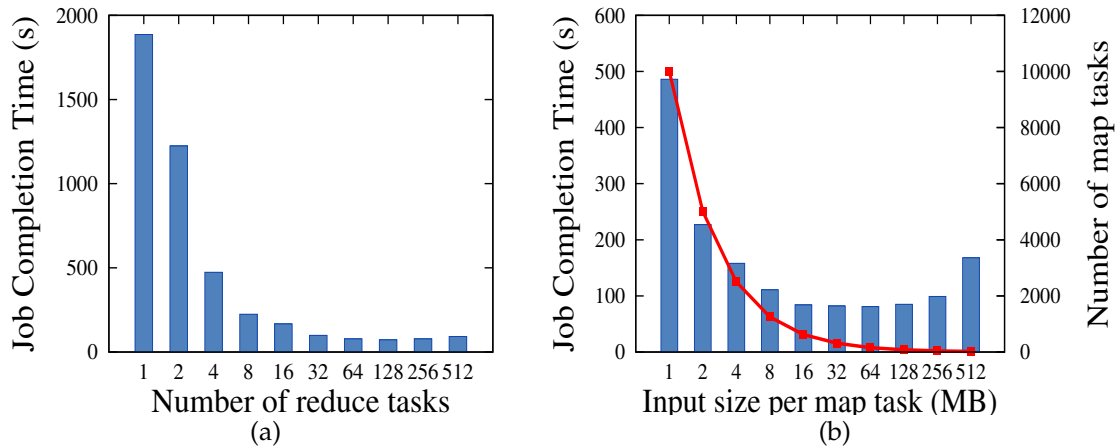 Job Completion Time (s)
2000
1500
1000
500
0
1 2 4 8 16 32 64 128 256 512
Number of reduce tasks
(a)
Job Completion Time (s)
600
500
400
300
200
100
0
1 2 4 8 16 32 64 128 256 512
Input size per map task (MB)
12000
10000
8000
6000
4000
2000
0
Number of map tasks
(b)